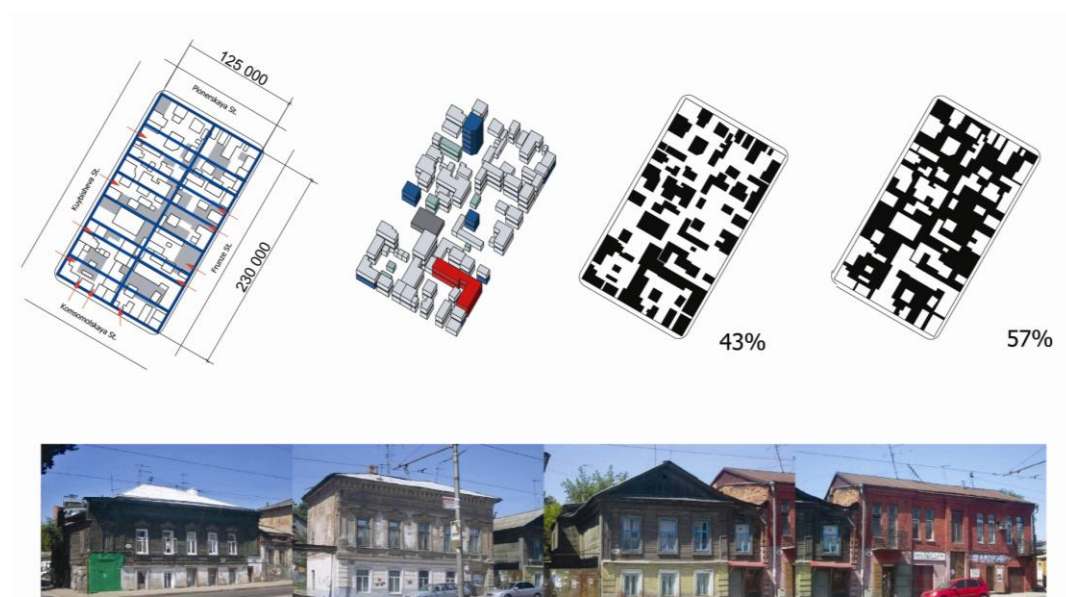 125 000
Pionerskaya St.
Kuybisheva St.
Frunze St.
230 000
Komsomolskaya St.
43%
57%